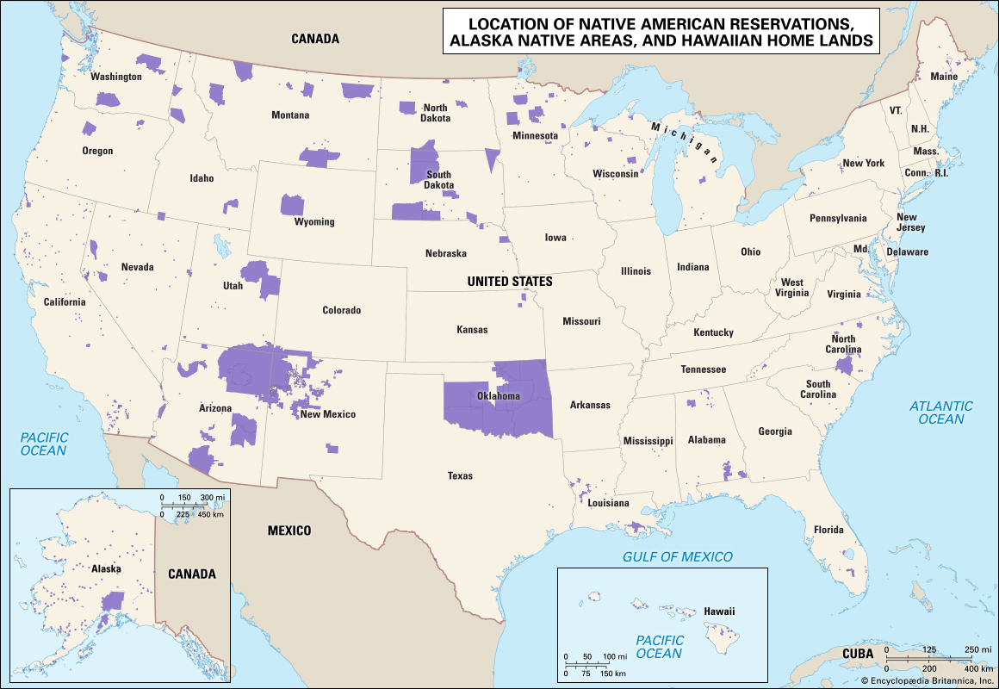 LOCATION OF NATIVE AMERICAN RESERVATIONS,
ALASKA NATIVE AREAS, AND HAWAIIAN HOME LANDS
CANADA
Washington
Montana
North
Dakota
Minnesota
Michigan
Maine
VT.
N.H.
Mass.
Conn.
R.I.
New York
Oregon
Idaho
Wyoming
South
Dakota
Wisconsin
Pennsylvania
New
Jersey
Md.
Delaware
Nevada
Utah
Colorado
Nebraska
Iowa
Illinois
Indiana
Ohio
West
Virginia
Virginia
UNITED STATES
California
Kansas
Missouri
Kentucky
North
Carolina
Tennessee
South
Carolina
Arizona
New Mexico
Oklahoma
Arkansas
Mississippi
Alabama
Georgia
Texas
Louisiana
Florida
PACIFIC
OCEAN
ATLANTIC
OCEAN
MEXICO
GULF OF MEXICO
0 150 300 mi
0 225 450 km
Alaska
CANADA
Hawaii
PACIFIC
OCEAN
0 50 100 mi
0 75 150 km
CUBA
0 125 250 mi
0 200 400 km
© Encyclopædia Britannica, Inc.